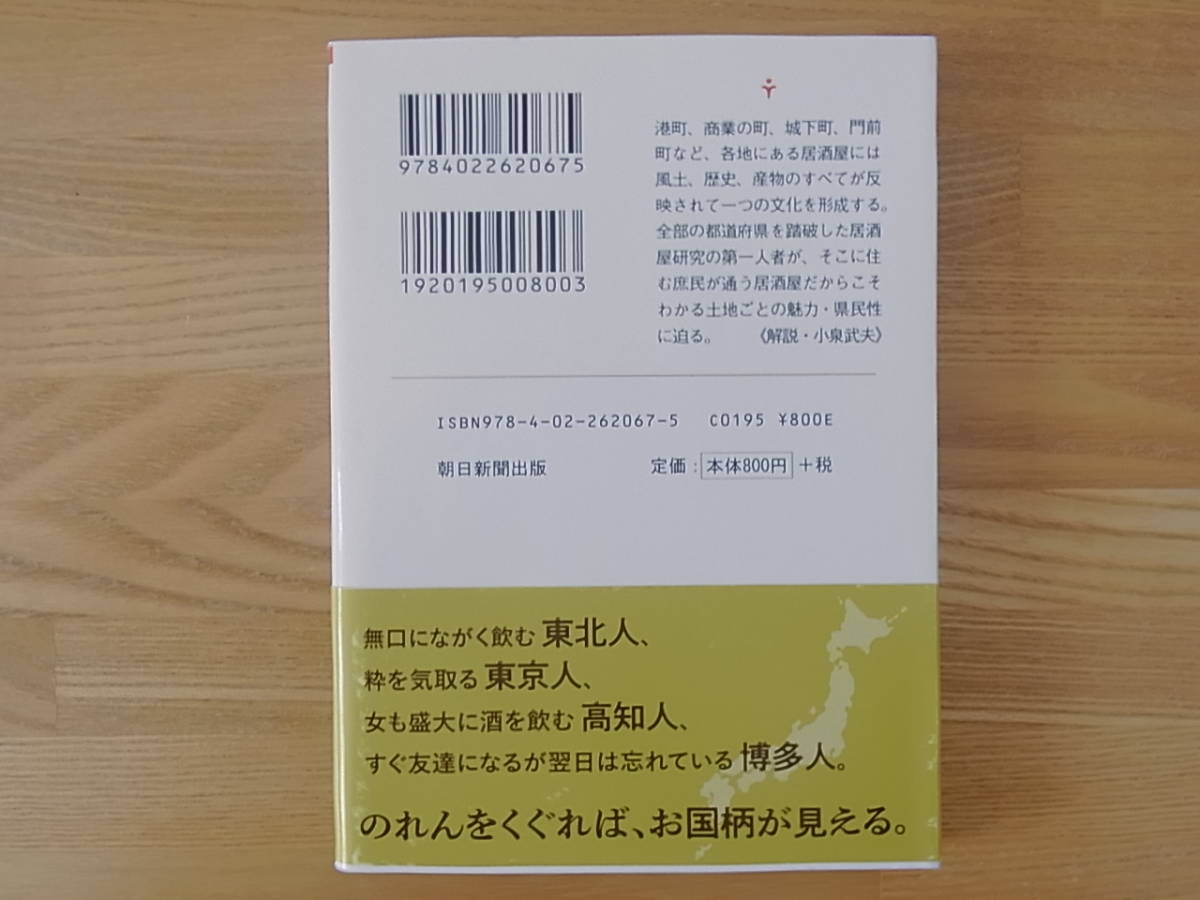 9784022620675
1920195008003
港町、商業の町、城下町、門前
町など、各地にある居酒屋には
風土、歴史、産物のすべてが反
映されて一つの文化を形成する。
全部の都道府県を踏破した居酒
屋研究の第一人者が、そこに住
む庶民が通う居酒屋だからこそ
わかる土地ごとの魅力・県民性
に迫る。 《解説・小泉武夫》
ISBN978-4-02-262067-5 C0195 ¥800E
朝日新聞出版 定価:本体800円+税
無口にながく飲む 東北人、
粋を気取る 東京人、
女も盛大に酒を飲む 高知人、
すぐ友達になるが翌日は忘れている 博多人。
のれんをくぐれば、お国柄が見える。